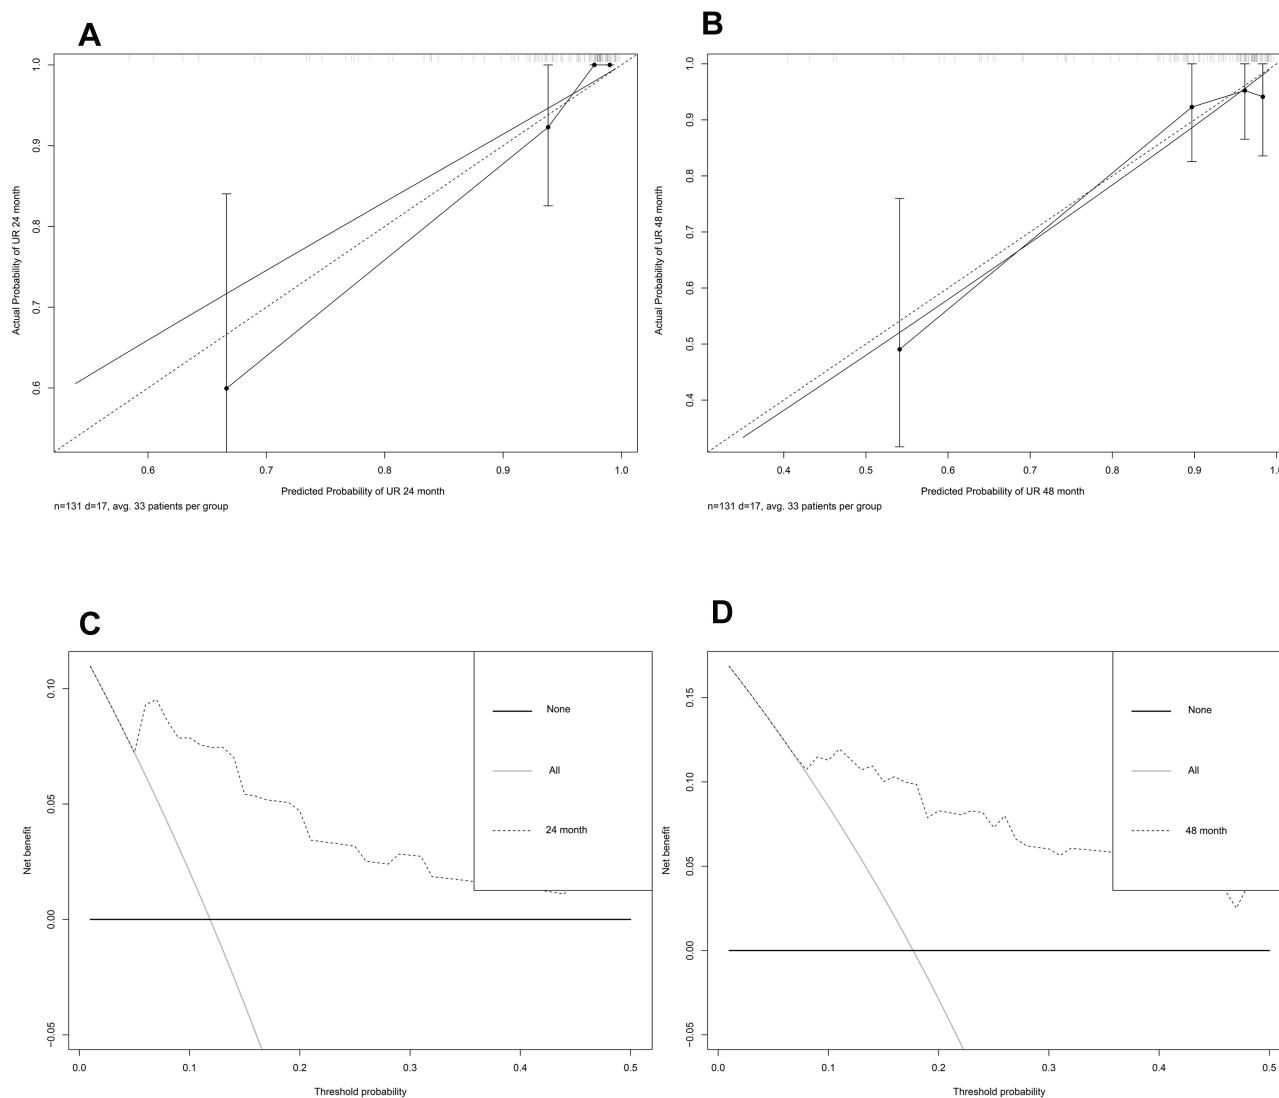 A
1.0
0.9
0.8
0.7
0.6
Actual Probability of UR 24 month
0.6 0.7 0.8 0.9 1.0
Predicted Probability of UR 24 month
n=131 d=17, avg. 33 patients per group
B
1.0
0.9
0.8
0.7
0.6
0.5
0.4
Actual Probability of UR 48 month
0.4 0.5 0.6 0.7 0.8 0.9 1.0
Predicted Probability of UR 48 month
n=131 d=17, avg. 33 patients per group
C
0.10
0.05
0.00
−0.05
Net benefit
None
All
24 month
0.0 0.1 0.2 0.3 0.4 0.5
Threshold probability
D
0.15
0.10
0.05
0.00
−0.05
Net benefit
None
All
48 month
0.0 0.1 0.2 0.3 0.4 0.5
Threshold probability